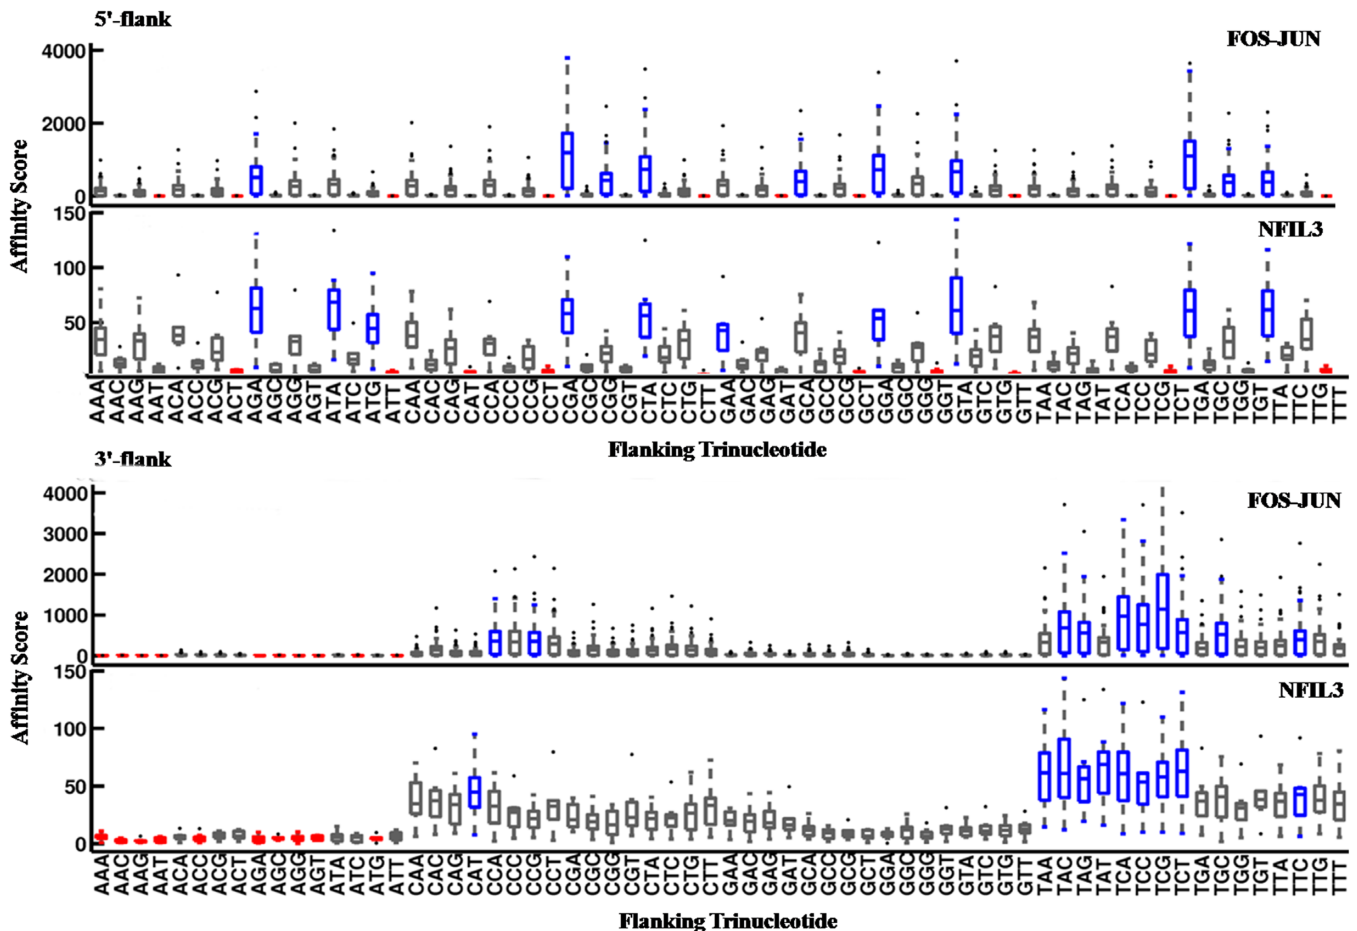 5'-flank
FOS-JUN
4000
2000
0
NFIL3
150
100
50
Affinity Score
AAA AAC AAG AAT ACA ACC ACG ACT AGA AGC AGG AGT ATA ATC ATG ATT CAA CAC CAG CAT CCA CCC CCG CCT CGA CGC CGG CGT CTA CTC CTG CTT GAA GAC GAG GAT GCA GCC GCG GCT GGA GGC GGG GGT GTA GTC GTG GTT TAA TAC TAG TAT TCA TCC TCG TCT TGA TGC TGG TGT TTA TTC TTG TTT
Flanking Trinucleotide
3'-flank
FOS-JUN
4000
3000
2000
1000
0
NFIL3
150
100
50
0
Affinity Score
AAA AAC AAG AAT ACA ACC ACG ACT AGA AGC AGG AGT ATA ATC ATG ATT CAA CAC CAG CAT CCA CCC CCG CCT CGA CGC CGG CGT CTA CTC CTG CTT GAA GAC GAG GAT GCA GCC GCG GCT GGA GGC GGG GGT GTA GTC GTG GTT TAA TAC TAG TAT TCA TCC TCG TCT TGA TGC TGG TGT TTA TTC TTG TTT
Flanking Trinucleotide